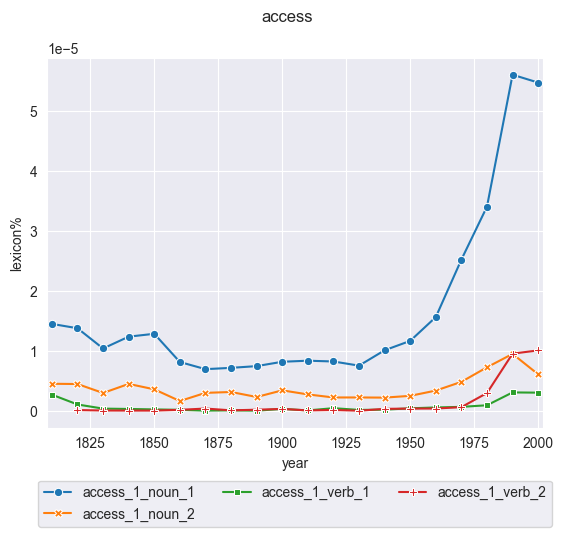 access
1e−5
5
4
3
2
1
0
lexicon%
1825 1850 1875 1900 1925 1950 1975 2000
year
access_1_noun_1 access_1_verb_1 access_1_verb_2
access_1_noun_2